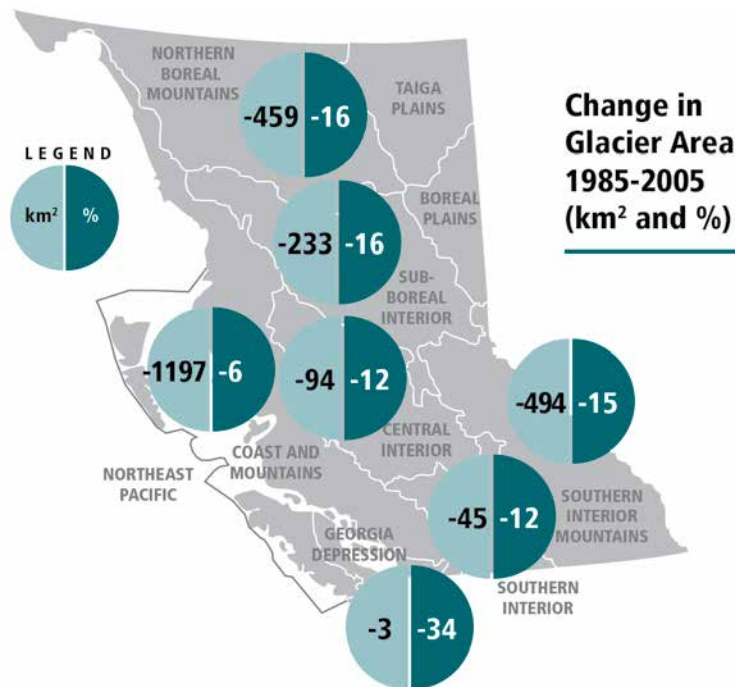 NORTHERN
BOREAL
MOUNTAINS
TAIGA
PLAINS
-459 -16
Change in
Glacier Area
1985-2005
(km² and %)
LEGEND
km² %
BOREAL
PLAINS
-233 -16
SUB-
BOREAL
INTERIOR
-1197 -6
-94 -12
-494 -15
CENTRAL
INTERIOR
COAST AND
MOUNTAINS
NORTHEAST
PACIFIC
SOUTHERN
INTERIOR
MOUNTAINS
-45 -12
GEORGIA
DEPRESSION
SOUTHERN
INTERIOR
-3 -34